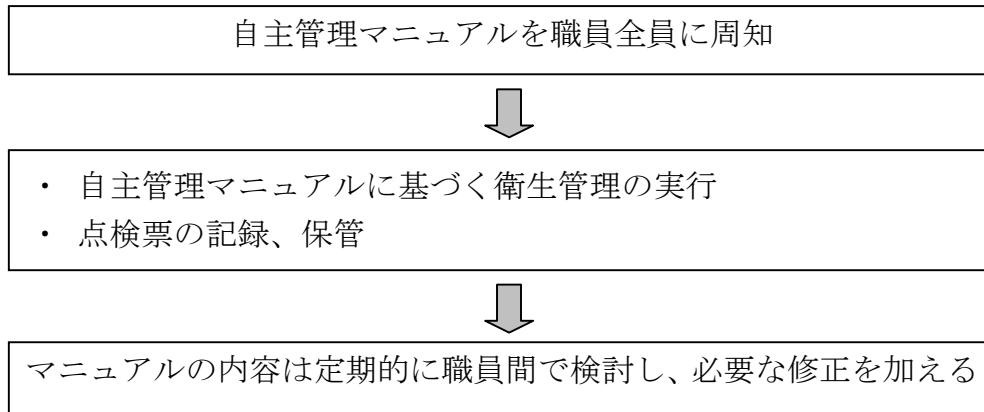 自主管理マニュアルを職員全員に周知
・ 自主管理マニュアルに基づく衛生管理の実行
・ 点検票の記録、保管
マニュアルの内容は定期的に職員間で検討し、必要な修正を加える